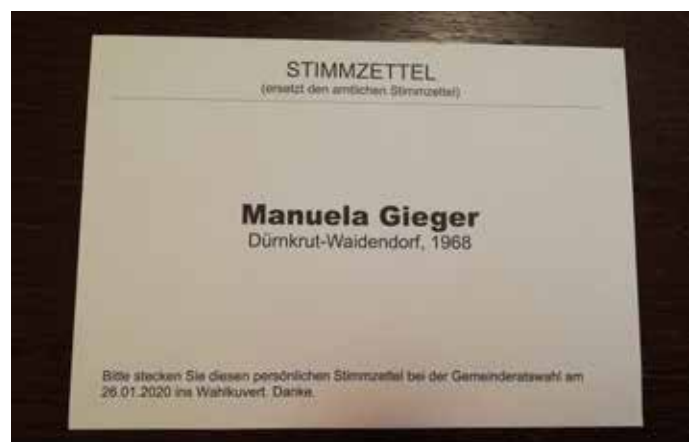 STIMMZETTEL
(ersetzt den amtlichen Stimmzettel)
Manuela Gieger
Dürnkrut-Waidendorf, 1968
Bitte stecken Sie diesen persönlichen Stimmzettel bei der Gemeinderatswahl am
26.01.2020 ins Wahlkuvert. Danke.